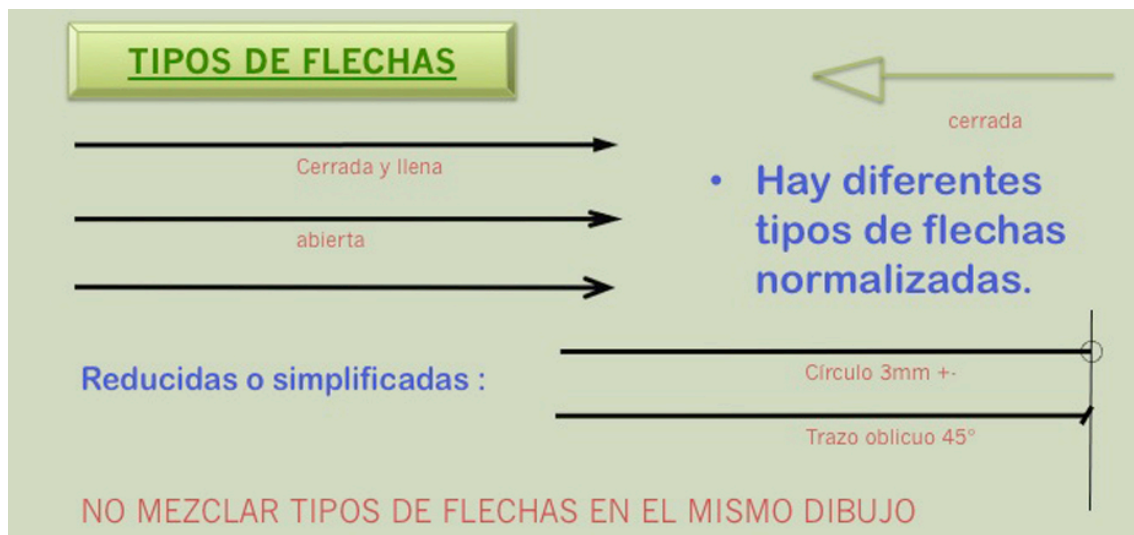 TIPOS DE FLECHAS
cerrada
Cerrada y llena
abierta
• Hay diferentes
tipos de flechas
normalizadas.
Reducidas o simplificadas :
Círculo 3mm +-
Trazo oblicuo 45°
NO MEZCLAR TIPOS DE FLECHAS EN EL MISMO DIBUJO